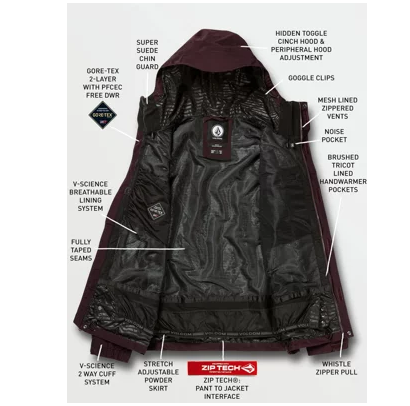 HIDDEN TOGGLE
CINCH HOOD &
PERIPHERAL HOOD
ADJUSTMENT
SUPER
SUEDE
CHIN
GUARD
GORE-TEX
2-LAYER
WITH PFCEC
FREE DWR
GORE-TEX
GOGGLE CLIPS
MESH LINED
ZIPPERED
VENTS
NOISE
POCKET
BRUSHED
TRICOT
LINED
HANDWARMER
POCKETS
V-SCIENCE
BREATHABLE
LINING
SYSTEM
FULLY
TAPED
SEAMS
V-SCIENCE
2 WAY CUFF
SYSTEM
STRETCH
ADJUSTABLE
POWDER
SKIRT
ZIP TECH
ZIP TECH®:
PANT TO JACKET
INTERFACE
WHISTLE
ZIPPER PULL